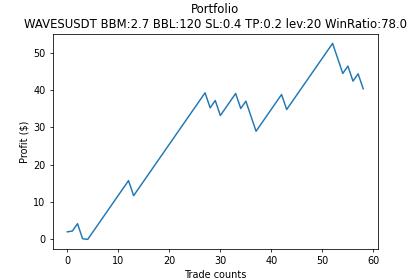 Portfolio
WAVESUSDT BBM:2.7 BBL:120 SL:0.4 TP:0.2 lev:20 WinRatio:78.0
50
40
30
20
10
0
Profit ($)
0 10 20 30 40 50 60
Trade counts